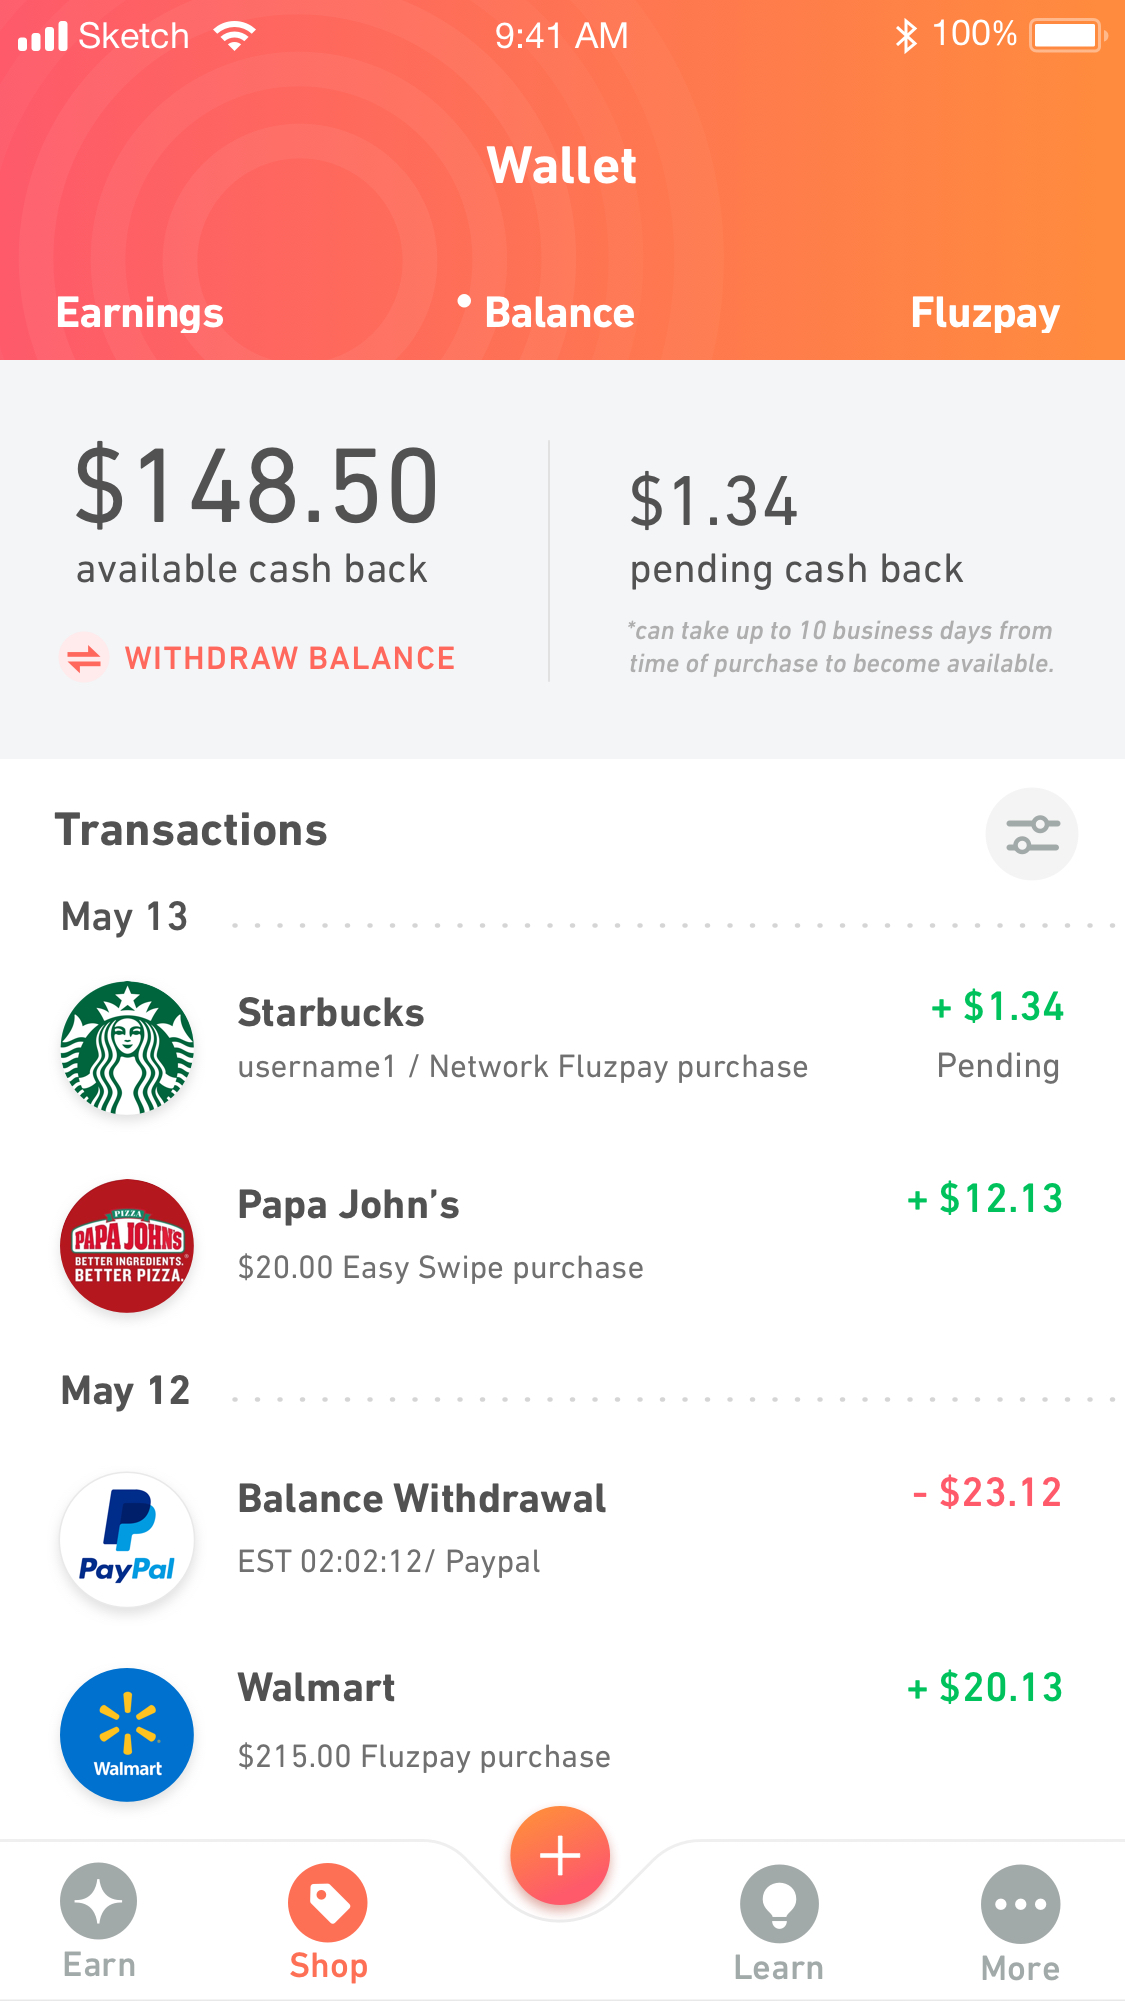 Sketch 9:41 AM 100%
Wallet
Earnings Balance Fluzpay
$148.50
available cash back
WITHDRAW BALANCE
$1.34
pending cash back
*can take up to 10 business days from
time of purchase to become available.
Transactions
May 13
Starbucks + $1.34
username1 / Network Fluzpay purchase Pending
PIZZA
PAPA JOHNS
BETTER INGREDIENTS.
BETTER PIZZA.
Papa John’s + $12.13
$20.00 Easy Swipe purchase
May 12
PayPal
Balance Withdrawal - $23.12
EST 02:02:12/ Paypal
Walmart
Walmart + $20.13
$215.00 Fluzpay purchase
Earn Shop Learn More